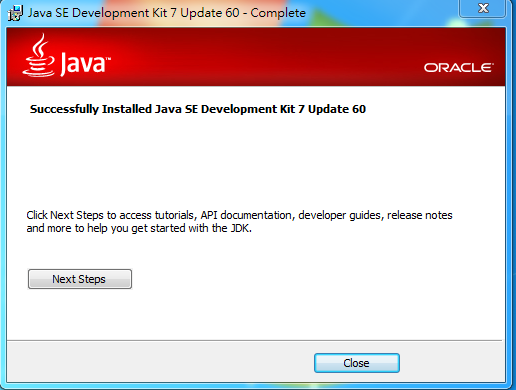 Java SE Development Kit 7 Update 60 - Complete
Java™
ORACLE®
Successfully Installed Java SE Development Kit 7 Update 60
Click Next Steps to access tutorials, API documentation, developer guides, release notes
and more to help you get started with the JDK.
Next Steps
Close